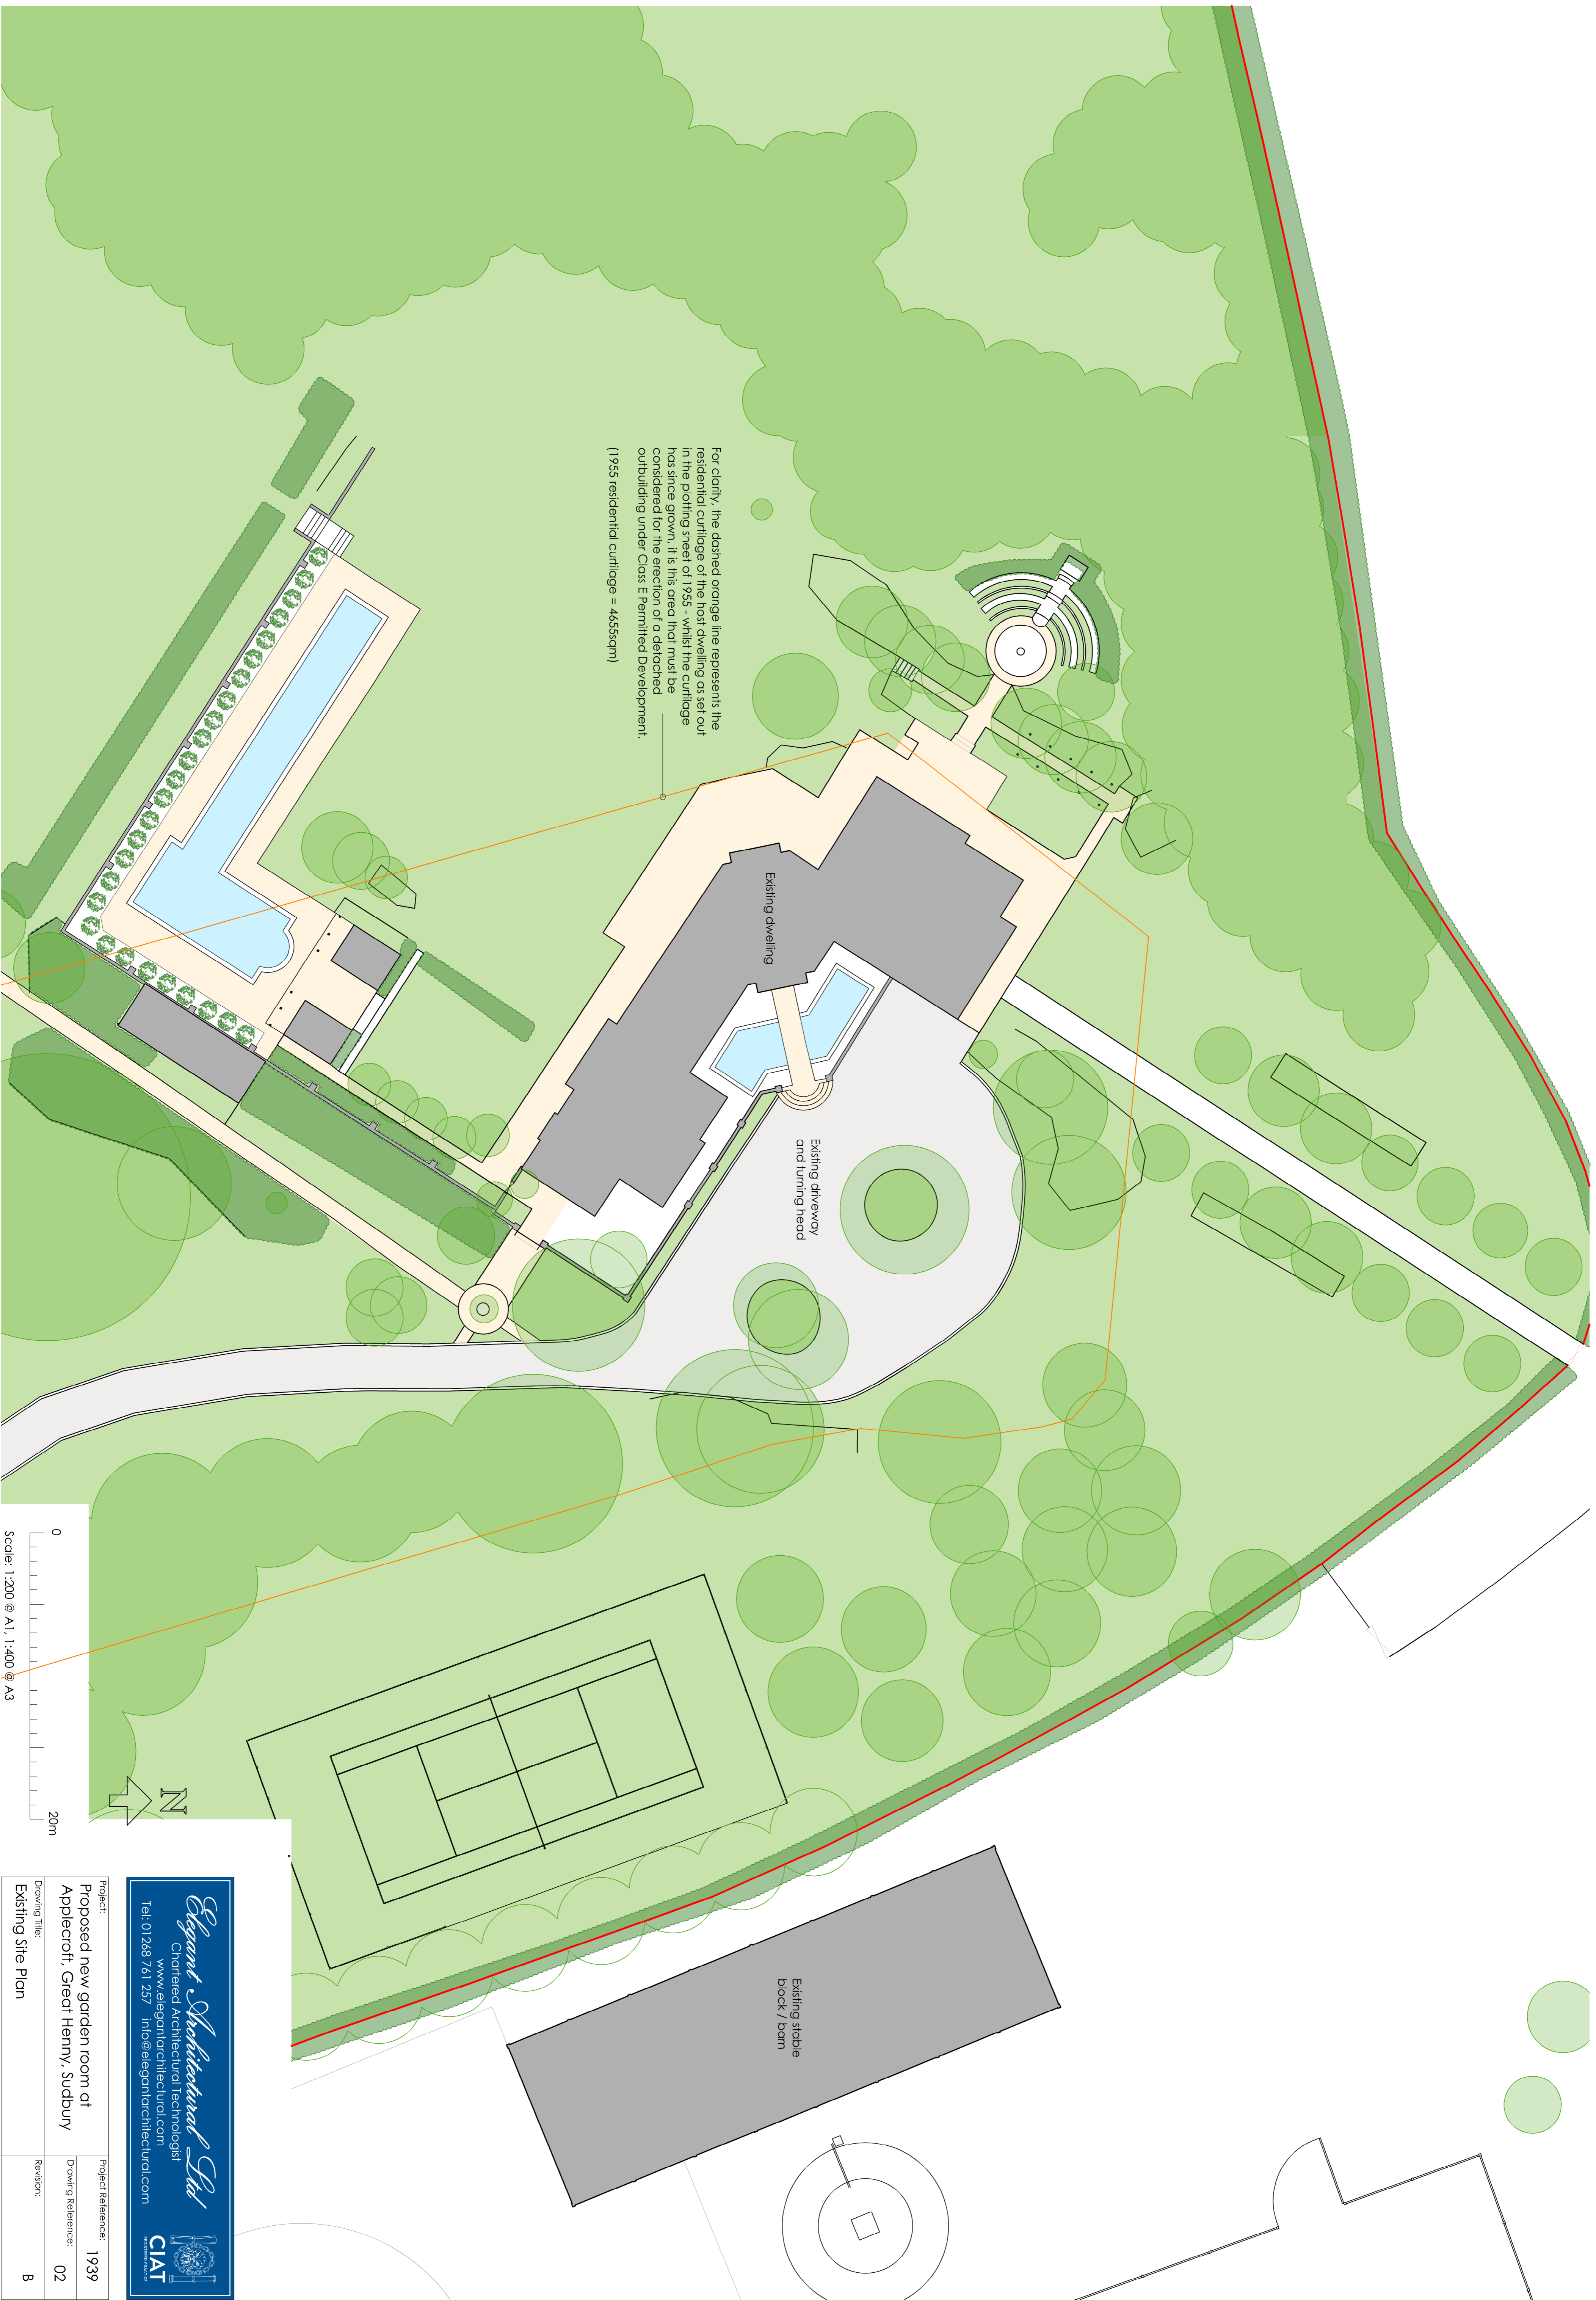 For clarity, the dashed orange line represents the
residential curtilage of the host dwelling as set out
in the plotting sheet of 1955 - whilst the curtilage
has since grown, it is this area that must be
considered for the erection of a detached
outbuilding under Class E Permitted Development.
(1955 residential curtilage = 4655sqm)
Existing dwelling
Existing driveway
and turning head
Existing stable
block / barn
N
0
20m
Scale: 1:200 @ A1, 1:400 @ A3
Elegant Architectural Ltd
Chartered Architectural Technologist
www.elegantarchitectural.com
Tel: 01268 761 257 info@elegantarchitectural.com
CIAT
REGISTERED PRACTICE
Project:
Proposed new garden room at
Applecroft, Great Henny, Sudbury
Drawing Title:
Existing Site Plan
Project Reference:
1939
Drawing Reference:
02
Revision:
B